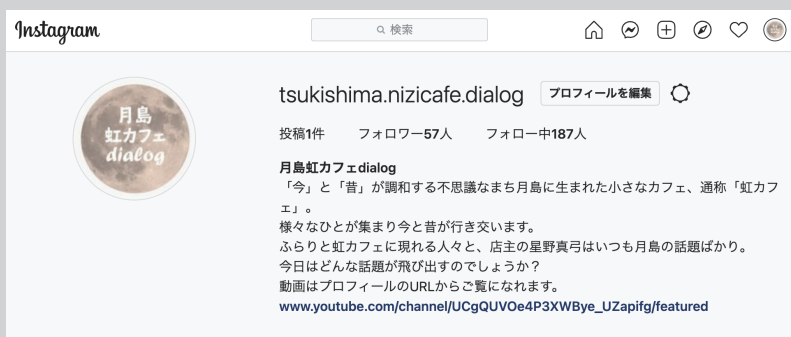 Instagram
検索
tsukishima.nizicafe.dialog プロフィールを編集
投稿1件 フォロワー57人 フォロー中187人
月島
虹カフェ
dialog
月島虹カフェdialog
「今」と「昔」が調和する不思議なまち月島に生まれた小さなカフェ、通称「虹カフ
ェ」。
様々なひとが集まり今と昔が行き交います。
ふらりと虹カフェに現れる人々と、店主の星野真弓はいつも月島の話題ばかり。
今日はどんな話題が飛び出すのでしょうか？
動画はプロフィールのURLからご覧になれます。
www.youtube.com/channel/UCgQUVOe4P3XWBye_UZapifg/featured